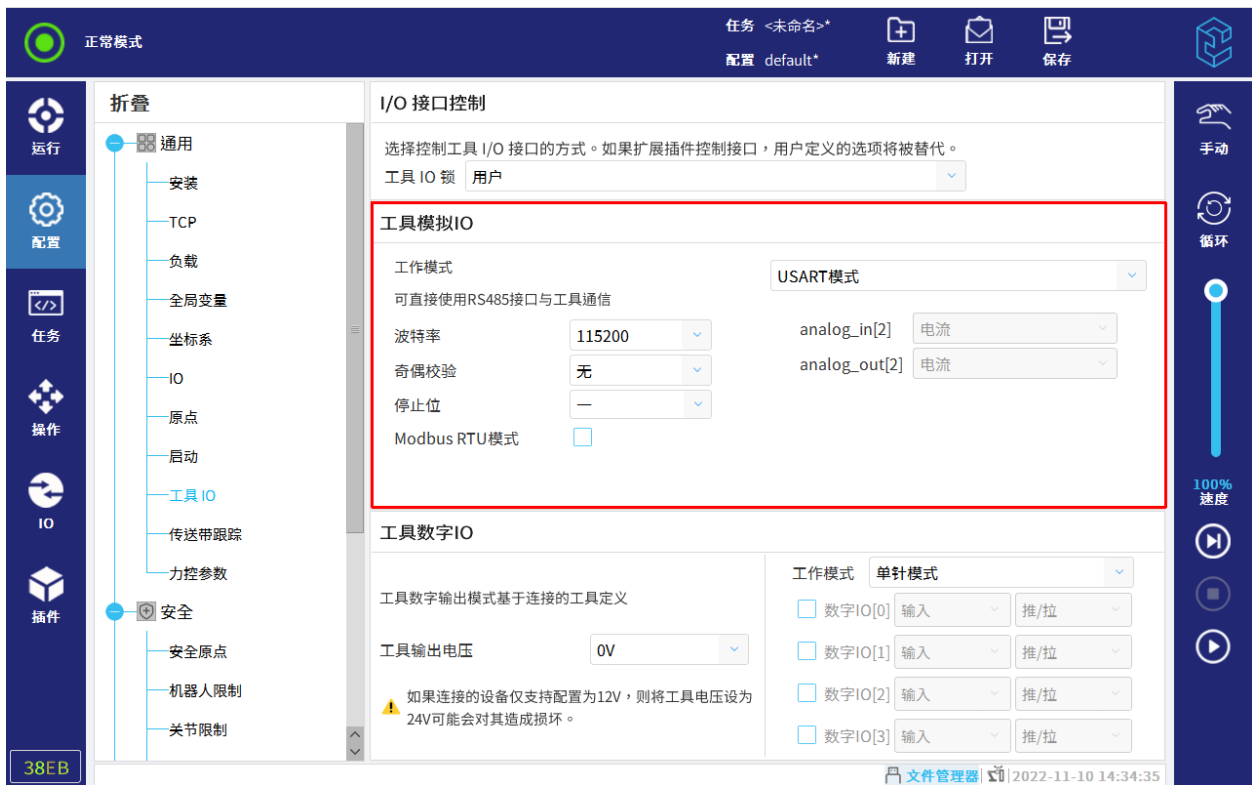 正常模式
任务 <未命名>*
配置 default*
新建
打开
保存
运行
配置
任务
操作
IO
插件
38EB
折叠
通用
安装
TCP
负载
全局变量
坐标系
IO
原点
启动
工具 IO
传送带跟踪
力控参数
安全
安全原点
机器人限制
关节限制
I/O 接口控制
选择控制工具 I/O 接口的方式。如果扩展插件控制接口，用户定义的选项将被替代。
工具 IO 锁 用户
工具模拟IO
工作模式 USART模式
可直接使用RS485接口与工具通信
波特率 115200
奇偶校验 无
停止位 一
Modbus RTU模式
analog_in[2] 电流
analog_out[2] 电流
工具数字IO
工具数字输出模式基于连接的工具定义
工具输出电压 0V
如果连接的设备仅支持配置为12V，则将工具电压设为
24V可能会对其造成损坏。
工作模式 单针模式
数字IO[0] 输入 推/拉
数字IO[1] 输入 推/拉
数字IO[2] 输入 推/拉
数字IO[3] 输入 推/拉
文件管理器 2022-11-10 14:34:35
手动
循环
100%
速度